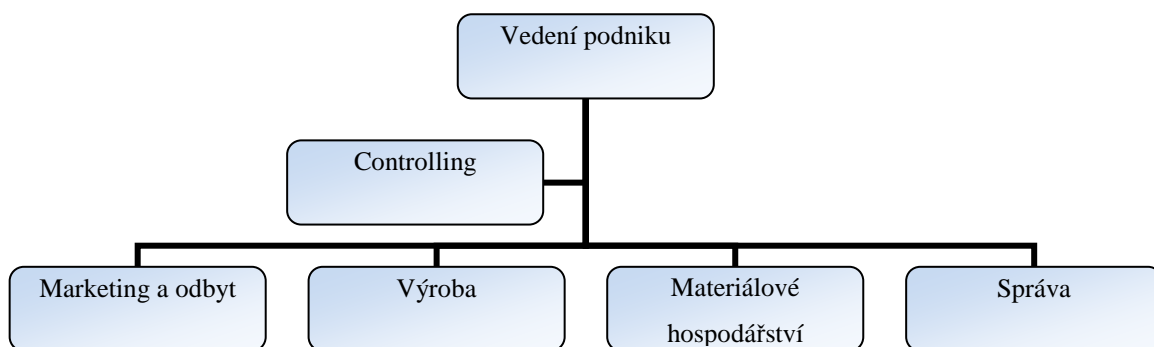 Vedení podniku
Controlling
Marketing a odbyt
Výroba
Materiálové
hospodářství
Správa